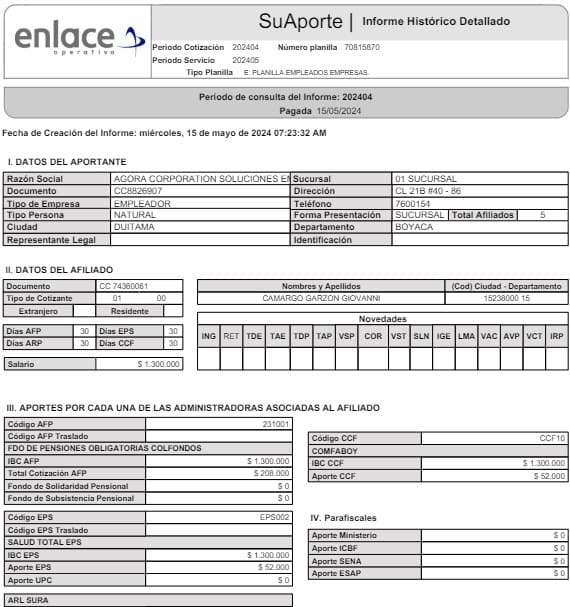 enlace
operativo
SuAporte | Informe Histórico Detallado
Periodo Cotización 202404 Número planilla 70815870
Periodo Servicio 202405
Tipo Planilla E: PLANILLA EMPLEADOS EMPRESAS.
Período de consulta del Informe: 202404
Pagada 15/05/2024
Fecha de Creación del Informe: miércoles, 15 de mayo de 2024 07:23:32 AM
I. DATOS DEL APORTANTE
Razón Social AGORA CORPORATION SOLUCIONES EM Sucursal 01 SUCURSAL
Documento CC8826907 Dirección CL 21B #40 - 86
Tipo de Empresa EMPLEADOR Teléfono 7600154
Tipo Persona NATURAL Forma Presentación SUCURSAL Total Afiliados 5
Ciudad DUITAMA Departamento BOYACA
Representante Legal Identificación
II. DATOS DEL AFILIADO
Documento CC 74360061 Nombres y Apellidos (Cod) Ciudad - Departamento
Tipo de Cotizante 01 00 CAMARGO GARZON GIOVANNI 15238000 15
Extranjero Residente
Novedades
Días AFP 30 Días EPS 30
Días ARP 30 Días CCF 30
ING RET TDE TAE TDP TAP VSP COR VST SLN IGE LMA VAC AVP VCT IRP
Salario $ 1.300.000
III. APORTES POR CADA UNA DE LAS ADMINISTRADORAS ASOCIADAS AL AFILIADO
Código AFP 231001
Código AFP Traslado
FDO DE PENSIONES OBLIGATORIAS COLFONDOS
IBC AFP $ 1.300.000
Total Cotización AFP $ 208.000
Fondo de Solidaridad Pensional $ 0
Fondo de Subsistencia Pensional $ 0
Código CCF CCF10
COMFABOY
IBC CCF $ 1.300.000
Aporte CCF $ 52.000
Código EPS EPS002
Código EPS Traslado
SALUD TOTAL EPS
IBC EPS $ 1.300.000
Aporte EPS $ 52.000
Aporte UPC $ 0
IV. Parafiscales
Aporte Ministerio $ 0
Aporte ICBF $ 0
Aporte SENA $ 0
Aporte ESAP $ 0
ARL SURA